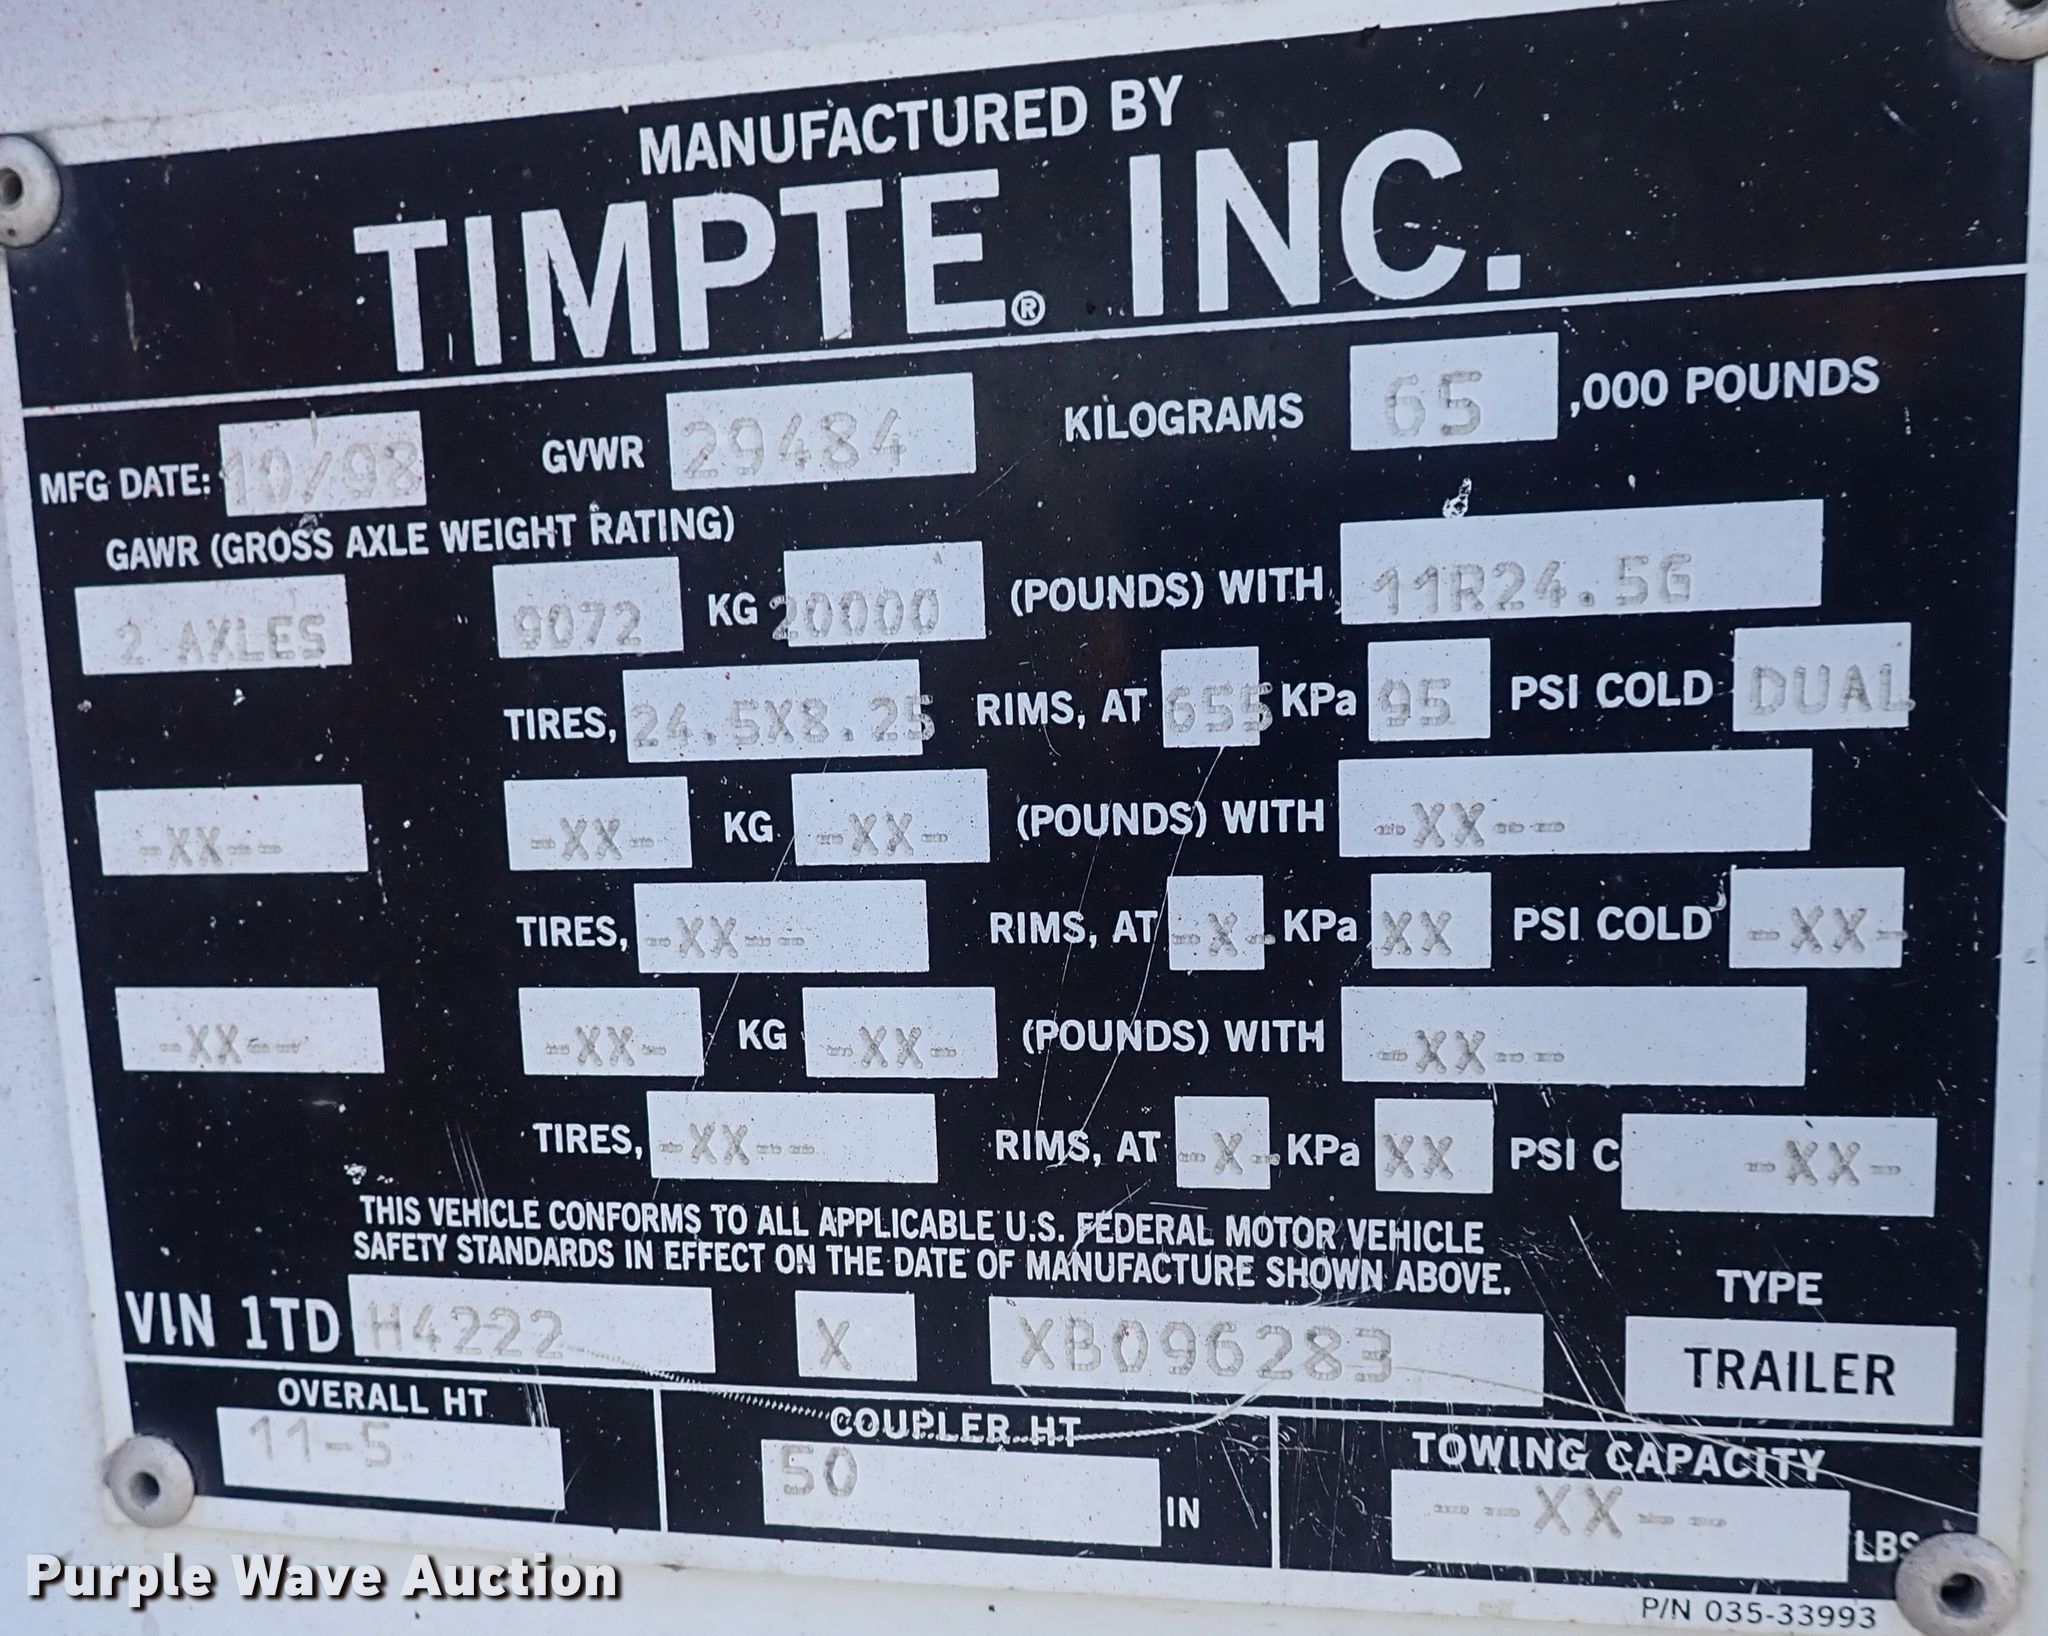 MANUFACTURED BY
TIMPTE® INC.
MFG DATE: 10/98 GVWR 29484 KILOGRAMS 65 ,000 POUNDS
GAWR (GROSS AXLE WEIGHT RATING)
2 AXLES 9072 KG 20000 (POUNDS) WITH 11R24.5G
TIRES, 24.5X8.25 RIMS, AT 655 KPa 95 PSI COLD DUAL
-XX-- -XX- KG -XX- (POUNDS) WITH -XX--
TIRES, -XX-- RIMS, AT -X- KPa XX PSI COLD -XX-
-XX-- -XX- KG -XX- (POUNDS) WITH -XX--
TIRES, -XX-- RIMS, AT -X- KPa XX PSI C -XX-
THIS VEHICLE CONFORMS TO ALL APPLICABLE U.S. FEDERAL MOTOR VEHICLE
SAFETY STANDARDS IN EFFECT ON THE DATE OF MANUFACTURE SHOWN ABOVE.
TYPE
VIN 1TD H4222 X XB096283 TRAILER
OVERALL HT COUPLER HT TOWING CAPACITY
11-5 50 IN --XX-- LBS
P/N 035-33993
Purple Wave Auction